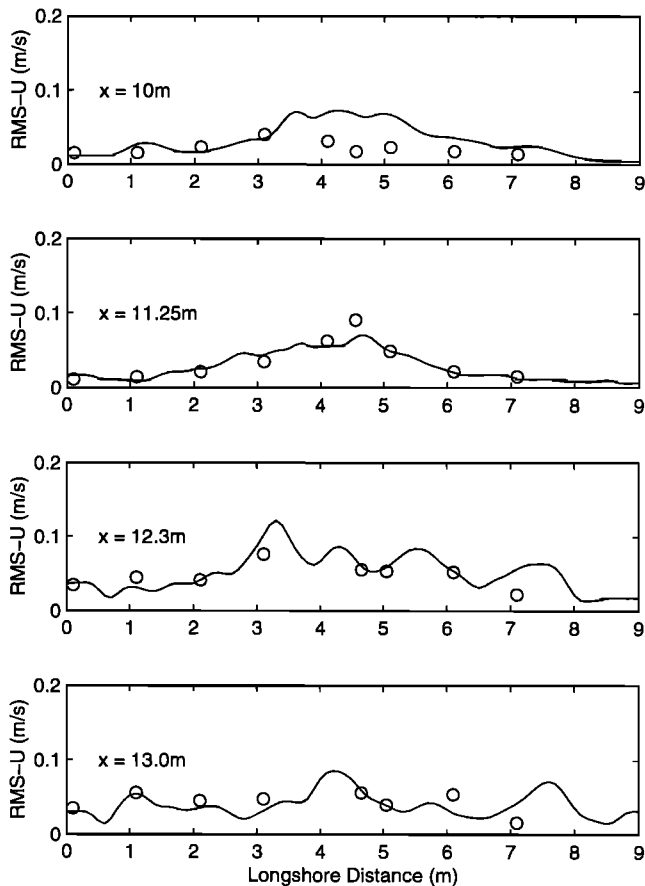 RMS−U (m/s)
0.2
0.1
0
x = 10m
0 1 2 3 4 5 6 7 8 9
RMS−U (m/s)
0.2
0.1
0
x = 11.25m
0 1 2 3 4 5 6 7 8 9
RMS−U (m/s)
0.2
0.1
0
x = 12.3m
0 1 2 3 4 5 6 7 8 9
RMS−U (m/s)
0.2
0.1
0
x = 13.0m
0 1 2 3 4 5 6 7 8 9
Longshore Distance (m)